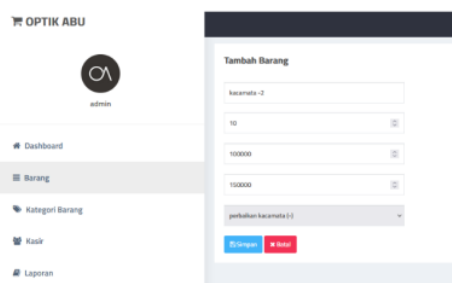 OPTIK ABU
admin
Dashboard
Barang
Kategori Barang
Kasir
Laporan
Tambah Barang
kacamata -2
10
100000
150000
perbaikan kacamata (-)
Simpan
Batal